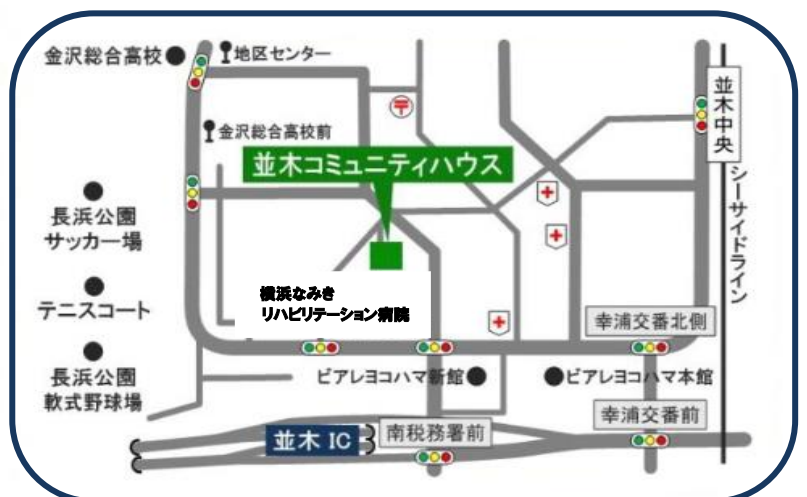 金沢総合高校
地区センター
金沢総合高校前
並木コミュニティハウス
並木中央
シーサイドライン
長浜公園
サッカー場
テニスコート
長浜公園
軟式野球場
横浜なみき
リハビリテーション病院
幸浦交番北側
ピアレヨコハマ新館
ピアレヨコハマ本館
並木 IC
南税務署前
幸浦交番前